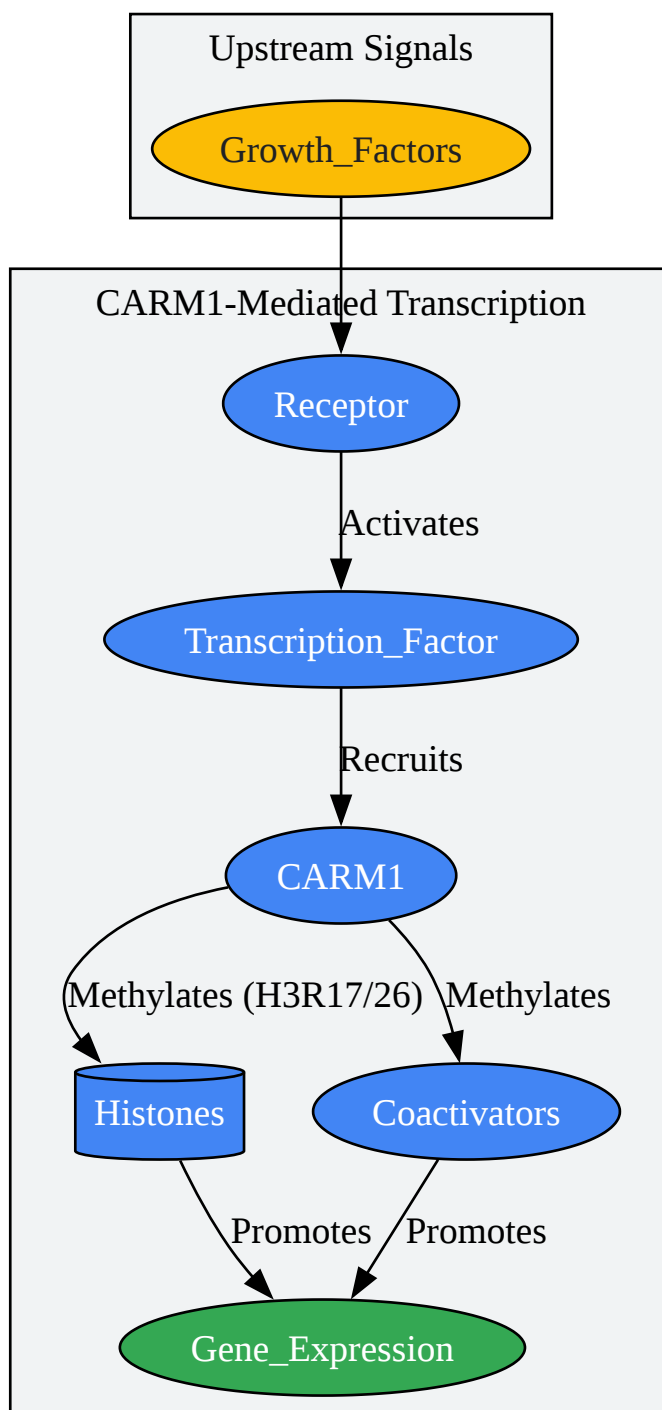 Upstream Signals
Growth_Factors
CARM1-Mediated Transcription
Receptor
Activates
Transcription_Factor
Recruits
CARM1
Methylates (H3R17/26)
Methylates
Histones
Coactivators
Promotes
Promotes
Gene_Expression